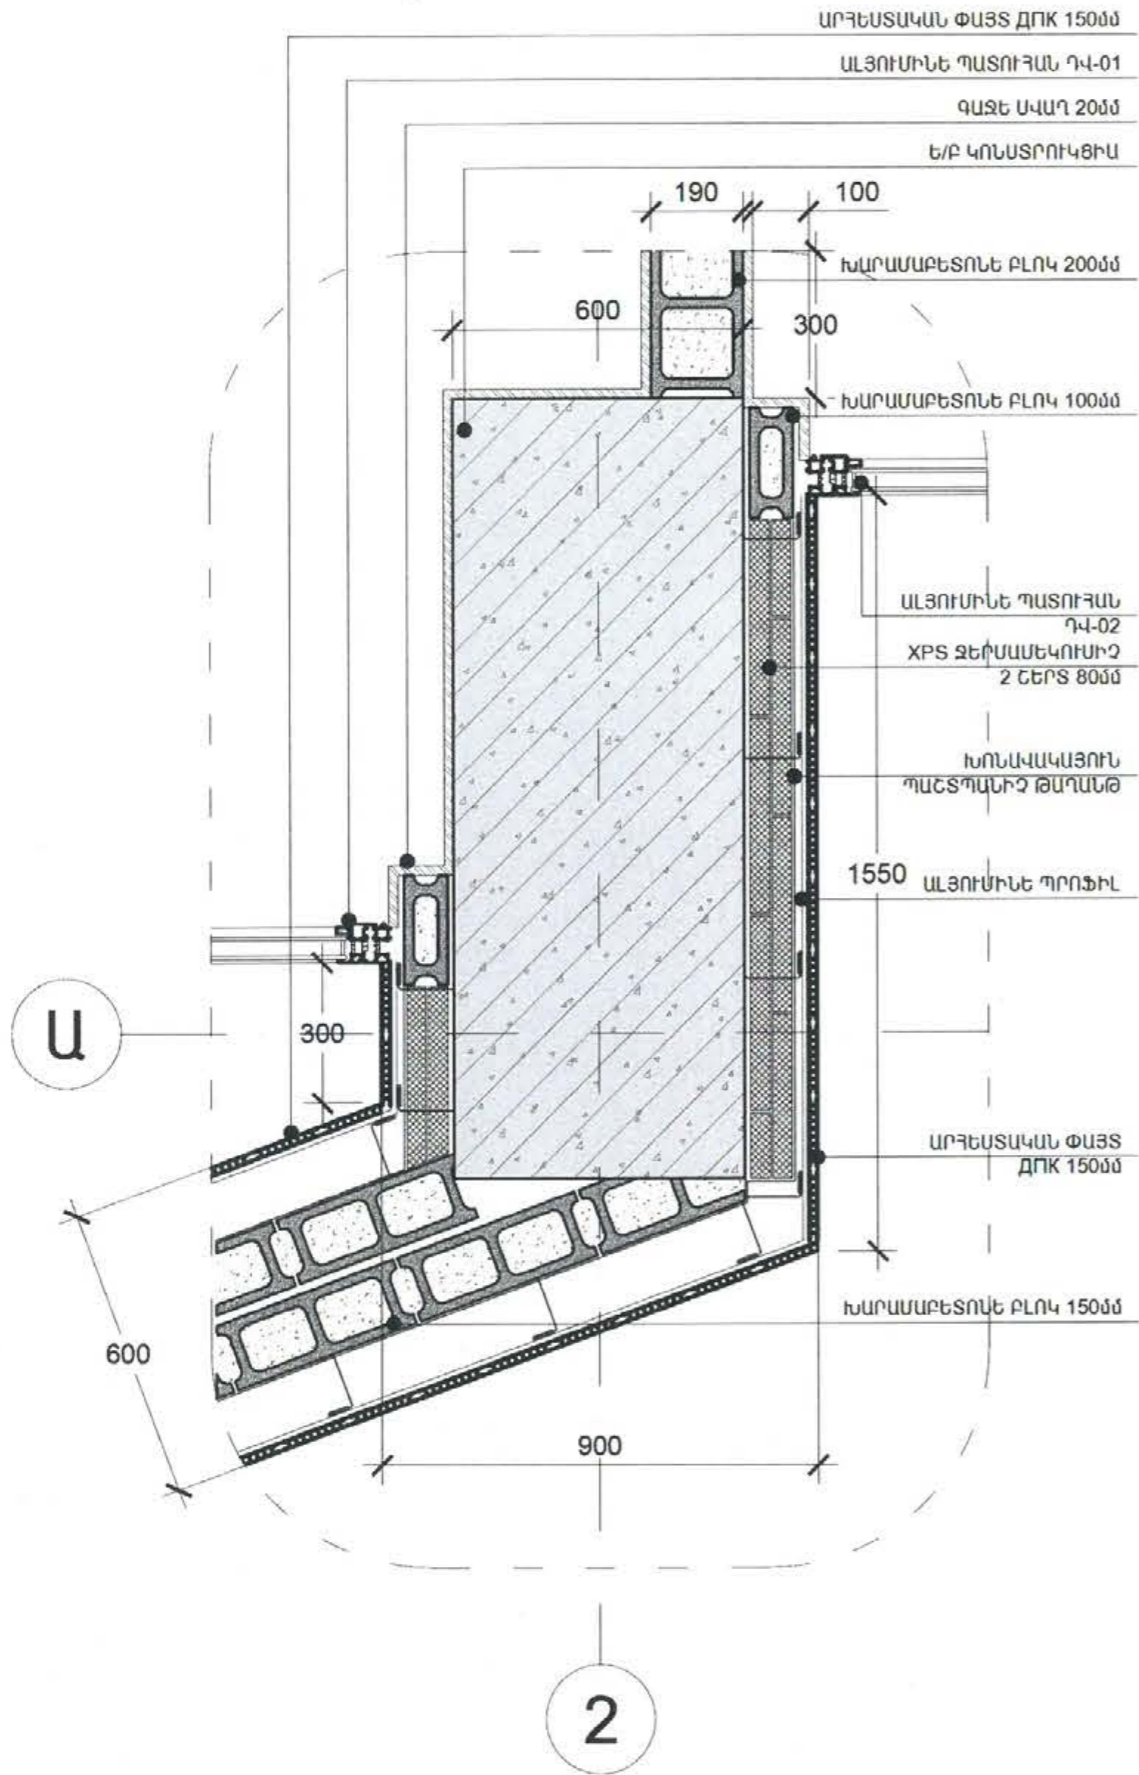 ԱՐՀԵՍՏԱԿԱՆ ՓԱՅՏ ДПК 150մմ
ԱԼՅՈՒՄԻՆԵ ՊԱՏՈՒՀԱՆ ԴՎ-01
ԳԱՋԵ ՍՎԱՂ 20մմ
Ե/Բ ԿՈՆՍՏՐՈՒԿՑԻԱ
190
100
ԽԱՐԱՄԱԲԵՏՈՆԵ ԲԼՈԿ 200մմ
600
300
ԽԱՐԱՄԱԲԵՏՈՆԵ ԲԼՈԿ 100մմ
ԱԼՅՈՒՄԻՆԵ ՊԱՏՈՒՀԱՆ
ԴՎ-02
XPS ՋԵՐՄԱՄԵԿՈՒՍԻՉ
2 ՇԵՐՏ 80մմ
ԽՈՆԱՎԱԿԱՅՈՒՆ
ՊԱՇՏՊԱՆԻՉ ԹԱՂԱՆԹ
1550
ԱԼՅՈՒՄԻՆԵ ՊՐՈՖԻԼ
Ա
300
ԱՐՀԵՍՏԱԿԱՆ ՓԱՅՏ
ДПК 150մմ
ԽԱՐԱՄԱԲԵՏՈՆԵ ԲԼՈԿ 150մմ
600
900
2